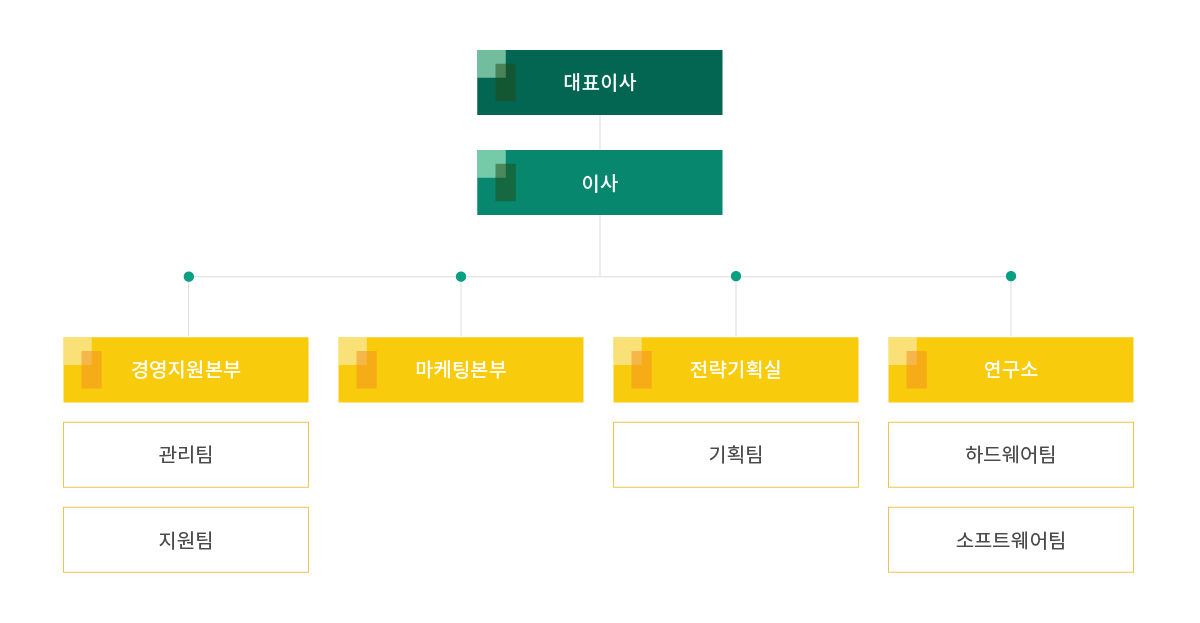 대표이사
이사
경영지원본부
마케팅본부
전략기획실
연구소
관리팀
기획팀
하드웨어팀
지원팀
소프트웨어팀